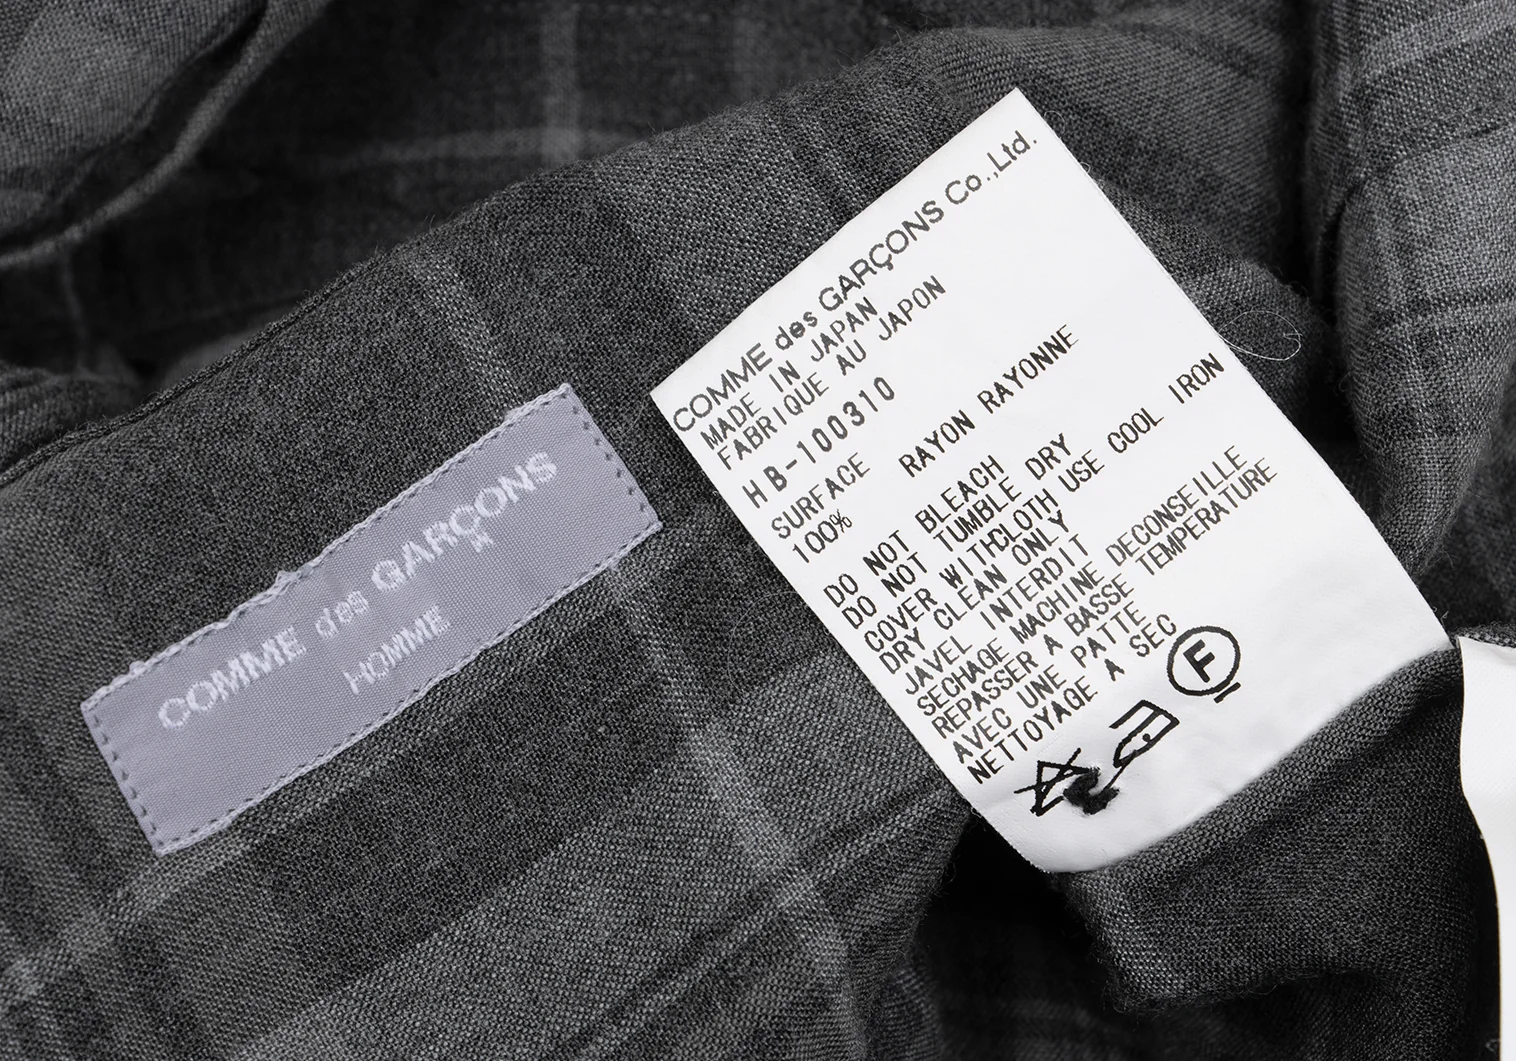 COMME des GARÇONS
HOMME
COMME des GARÇONS Co.,Ltd.
MADE IN JAPAN
FABRIQUE AU JAPON
HB-100310
SURFACE RAYON RAYONNE
100%
DO NOT BLEACH
DO NOT TUMBLE DRY
COVER WITHCLOTH USE COOL IRON
DRY CLEAN ONLY
JAVEL INTERDIT
SECHAGE MACHINE DECONSEILLE
REPASSER A BASSE TEMPERATURE
AVEC UNE PATTE
NETTOYAGE A SEC
F